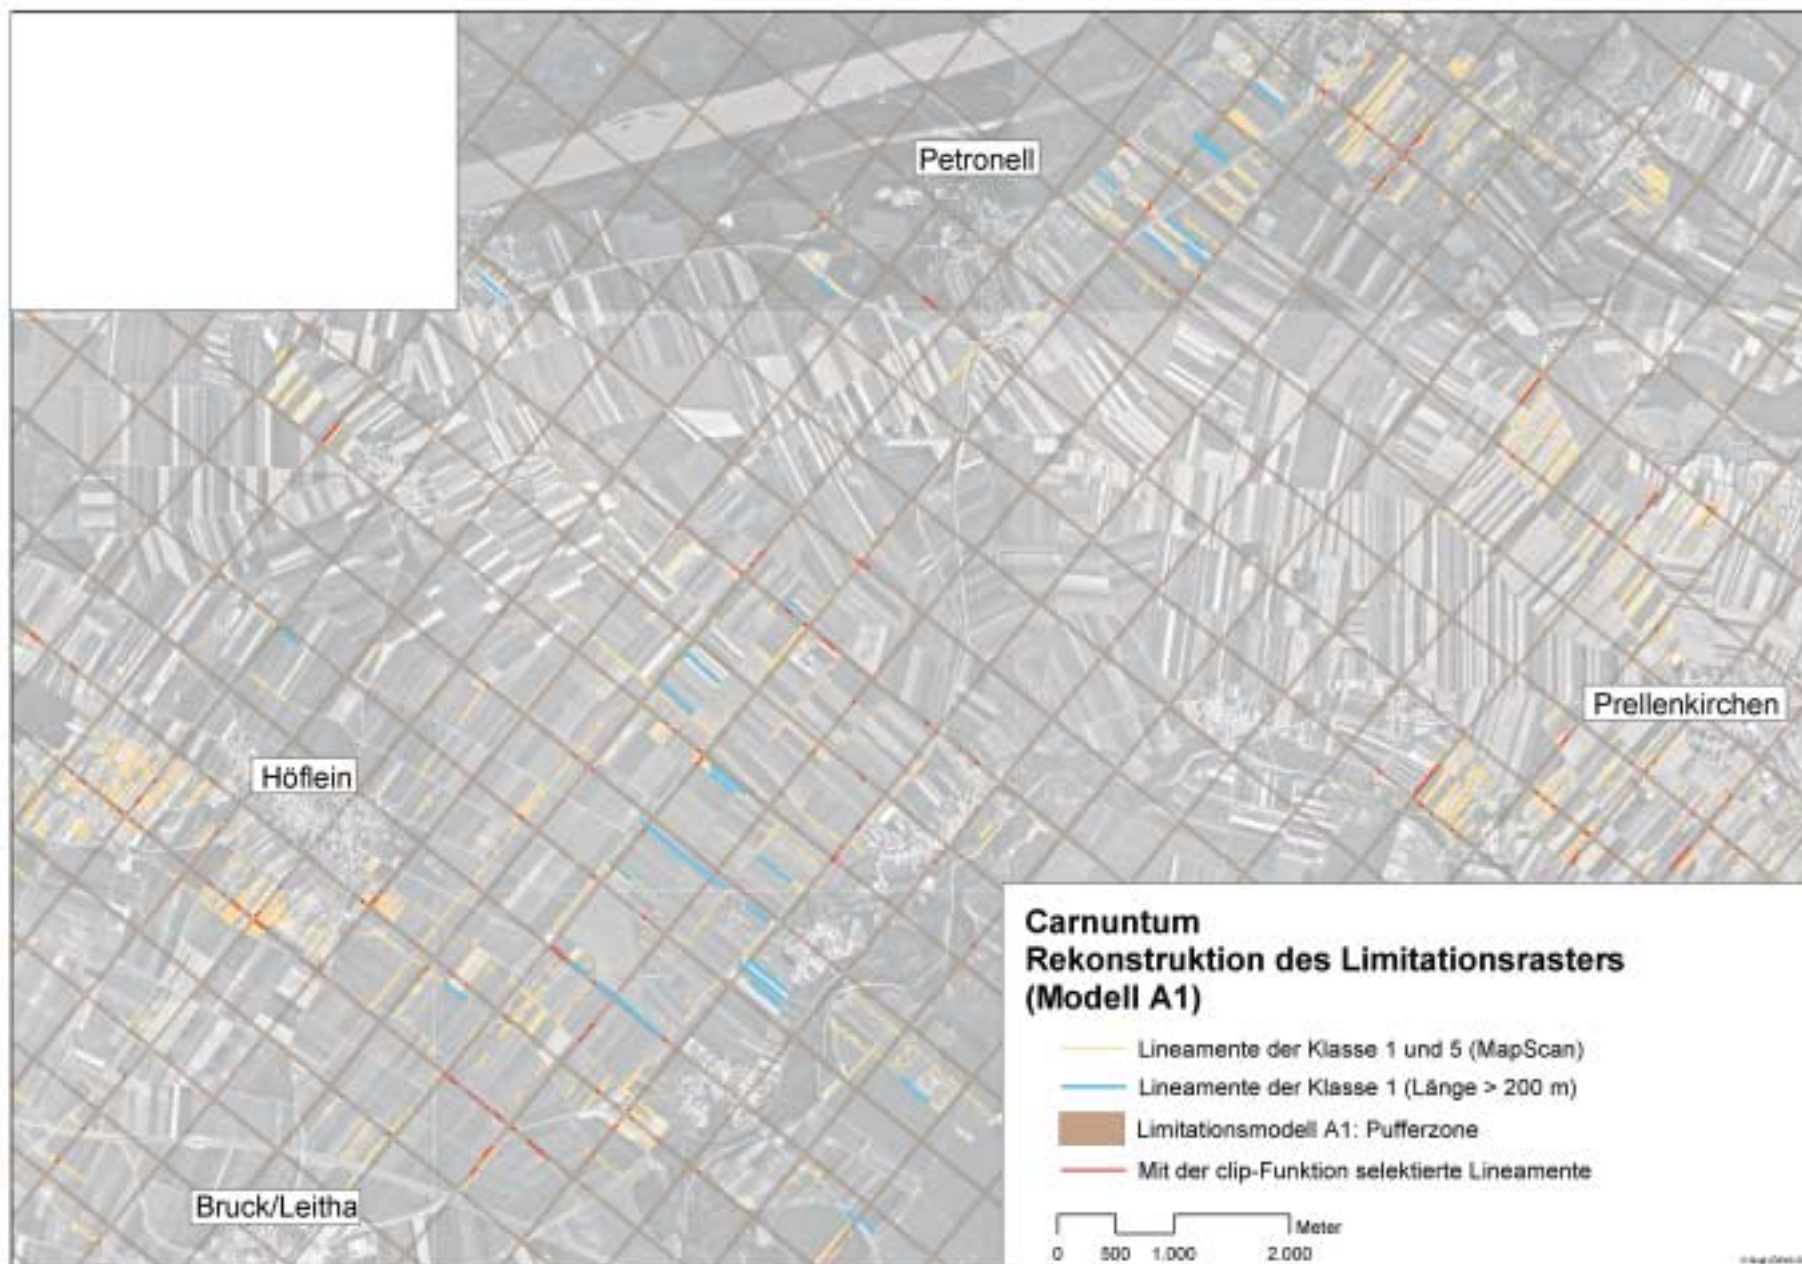 Petronell
Prellenkirchen
Höflein
Bruck/Leitha
Carnuntum
Rekonstruktion des Limitationsrasters
(Modell A1)
Lineamente der Klasse 1 und 5 (MapScan)
Lineamente der Klasse 1 (Länge > 200 m)
Limitationsmodell A1: Pufferzone
Mit der clip-Funktion selektierte Lineamente
Meter
0 500 1.000 2.000